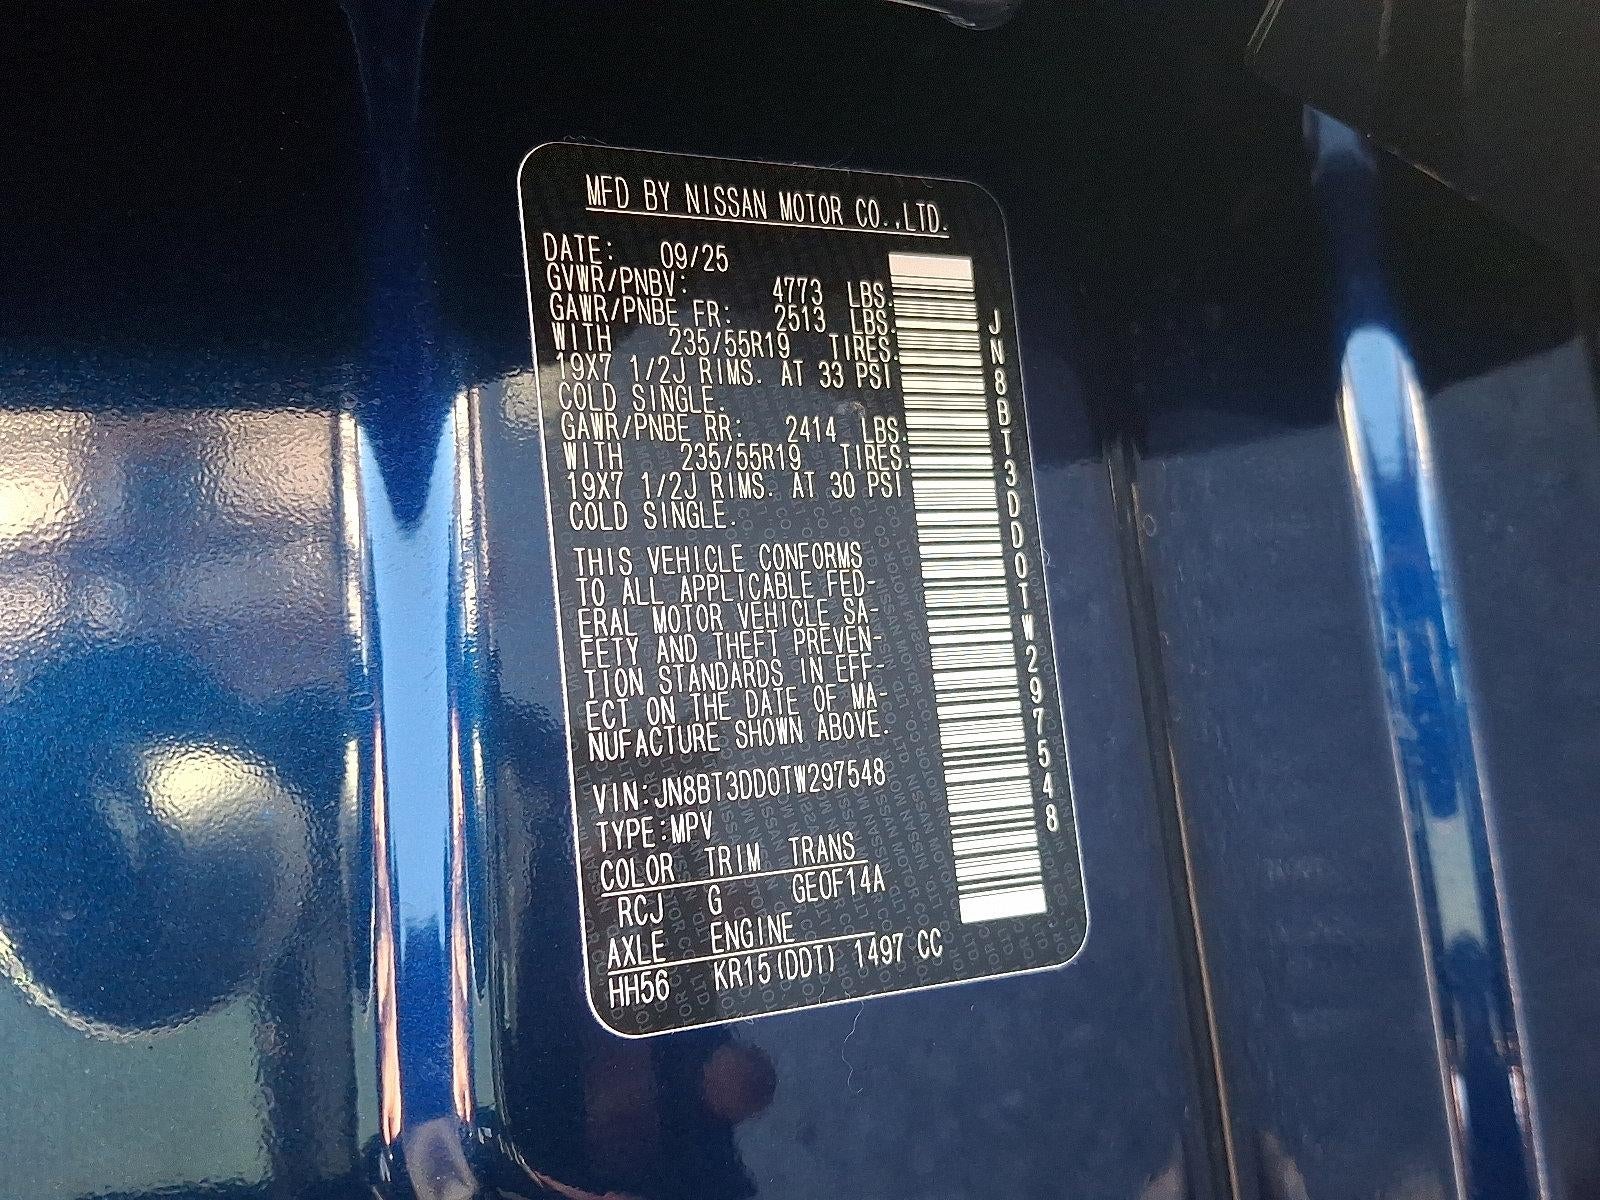 MFD BY NISSAN MOTOR CO.,LTD.
DATE: 09/25
GVWR/PNBV: 4773 LBS.
GAWR/PNBE FR: 2513 LBS.
WITH 235/55R19 TIRES.
19X7 1/2J RIMS. AT 33 PSI
COLD SINGLE.
GAWR/PNBE RR: 2414 LBS.
WITH 235/55R19 TIRES.
19X7 1/2J RIMS. AT 30 PSI
COLD SINGLE.
THIS VEHICLE CONFORMS
TO ALL APPLICABLE FED-
ERAL MOTOR VEHICLE SA-
FETY AND THEFT PREVEN-
TION STANDARDS IN EFF-
ECT ON THE DATE OF MA-
NUFACTURE SHOWN ABOVE.
VIN:JN8BT3DD0TW297548
TYPE:MPV
COLOR TRIM TRANS
RCJ G GE0F14A
AXLE ENGINE
HH56 KR15(DDT) 1497 CC
JN8BT3DD0TW297548